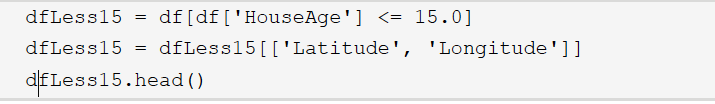 dfLess15 = df[df['HouseAge'] <= 15.0]
dfLess15 = dfLess15[['Latitude', 'Longitude']]
dfLess15.head()